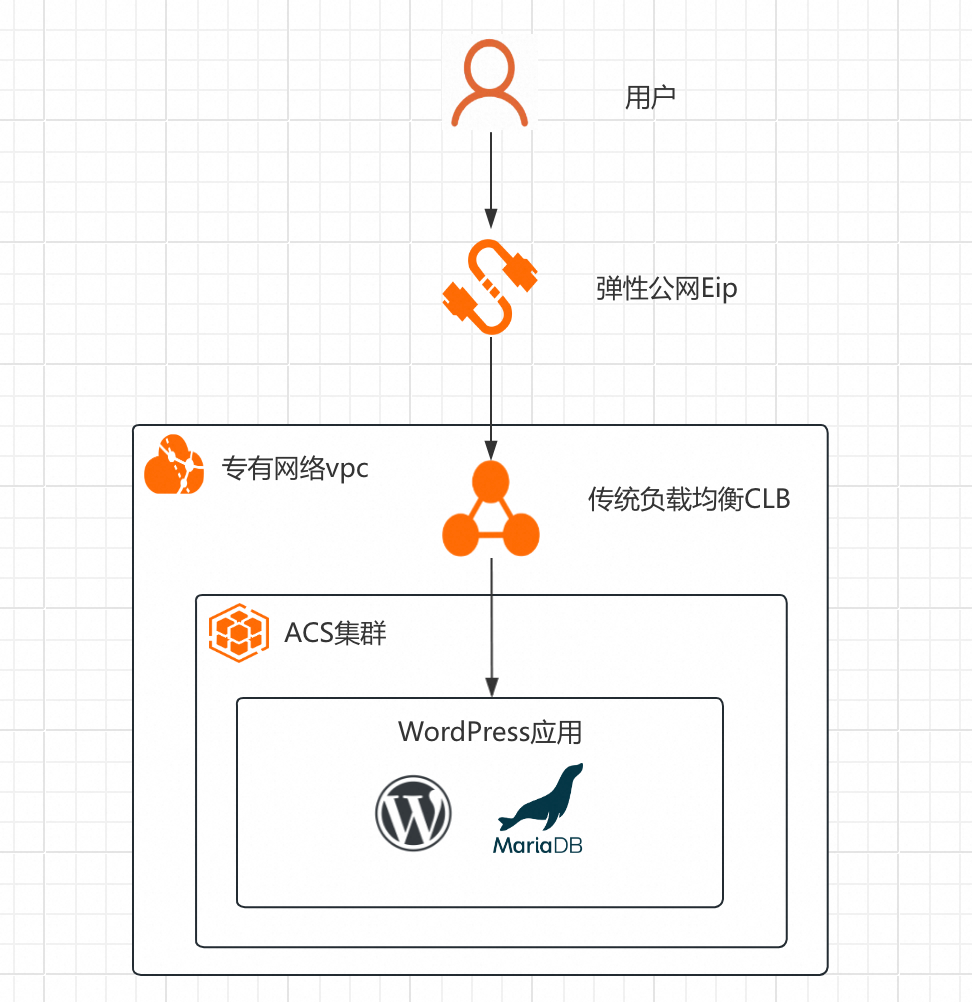 用户
弹性公网Eip
专有网络vpc
传统负载均衡CLB
ACS集群
WordPress应用
W
MariaDB